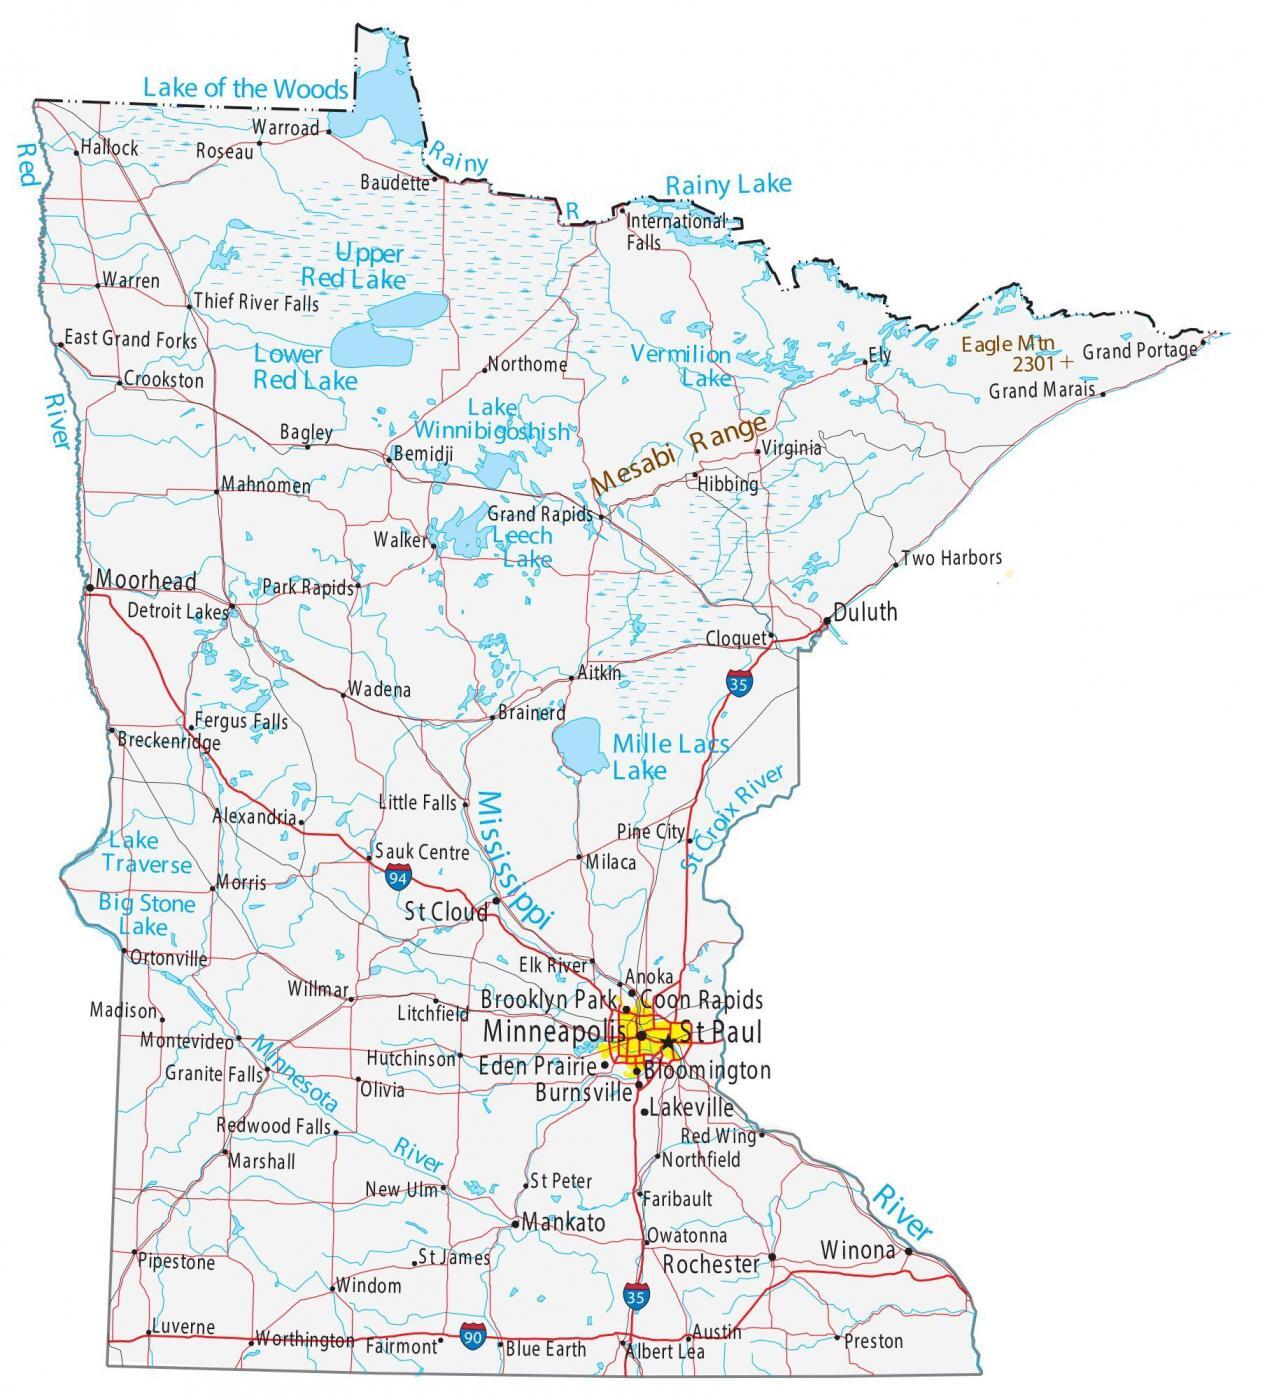 Lake of the Woods
Warroad
Hallock
Roseau
Red
Rainy
Baudette
Rainy Lake
R
International
Falls
Upper
Red Lake
Warren
Thief River Falls
East Grand Forks
Lower
Red Lake
Crookston
Northome
Vermilion
Lake
Ely
Eagle Mtn
2301 +
Grand Portage
Grand Marais
River
Lake
Winnibigoshish
Bagley
Bemidji
Mesabi Range
Virginia
Hibbing
Mahnomen
Grand Rapids
Walker
Leech
Lake
Two Harbors
Moorhead
Park Rapids
Detroit Lakes
Duluth
Cloquet
Aitkin
35
Wadena
Brainerd
Fergus Falls
Breckenridge
Mille Lacs
Lake
Little Falls
Mississippi
St Croix River
Alexandria
Pine City
Lake
Traverse
Sauk Centre
Milaca
94
Morris
Big Stone
Lake
St Cloud
Ortonville
Elk River
Anoka
Willmar
Brooklyn Park
Coon Rapids
Madison
Litchfield
Minneapolis
St Paul
Montevideo
Minnesota
Hutchinson
Eden Prairie
Bloomington
Granite Falls
Olivia
Burnsville
Lakeville
Redwood Falls
Red Wing
River
Marshall
Northfield
New Ulm
St Peter
Faribault
River
Mankato
Owatonna
Winona
Rochester
Pipestone
St James
Windom
35
Luverne
Worthington
Fairmont
90
Blue Earth
Austin
Albert Lea
Preston